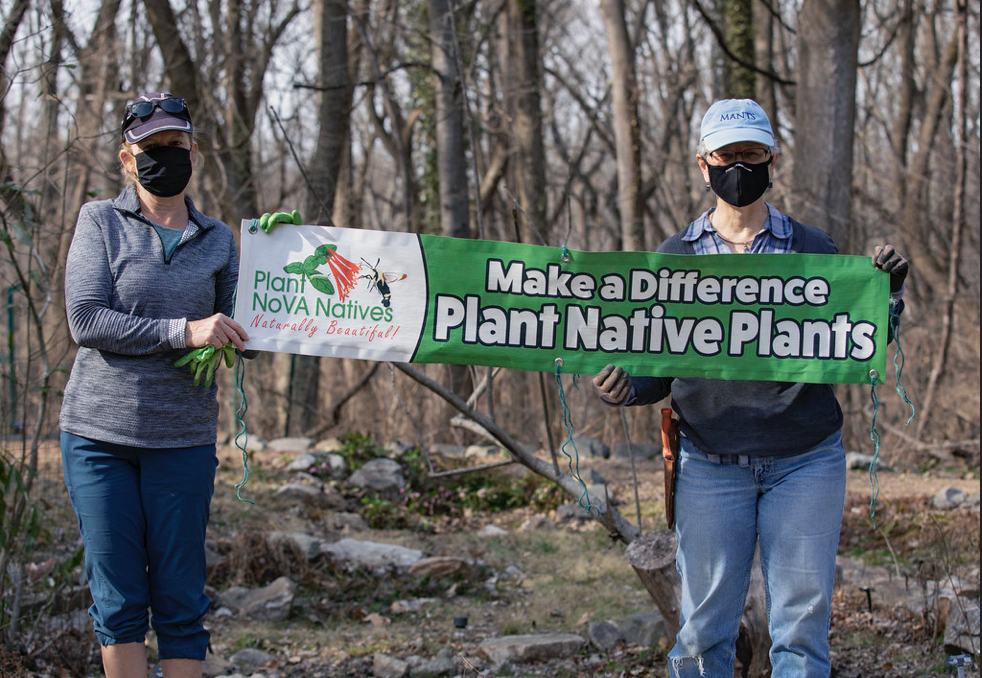 MANTS
Plant
NoVA Natives
Naturally Beautiful!
Make a Difference
Plant Native Plants